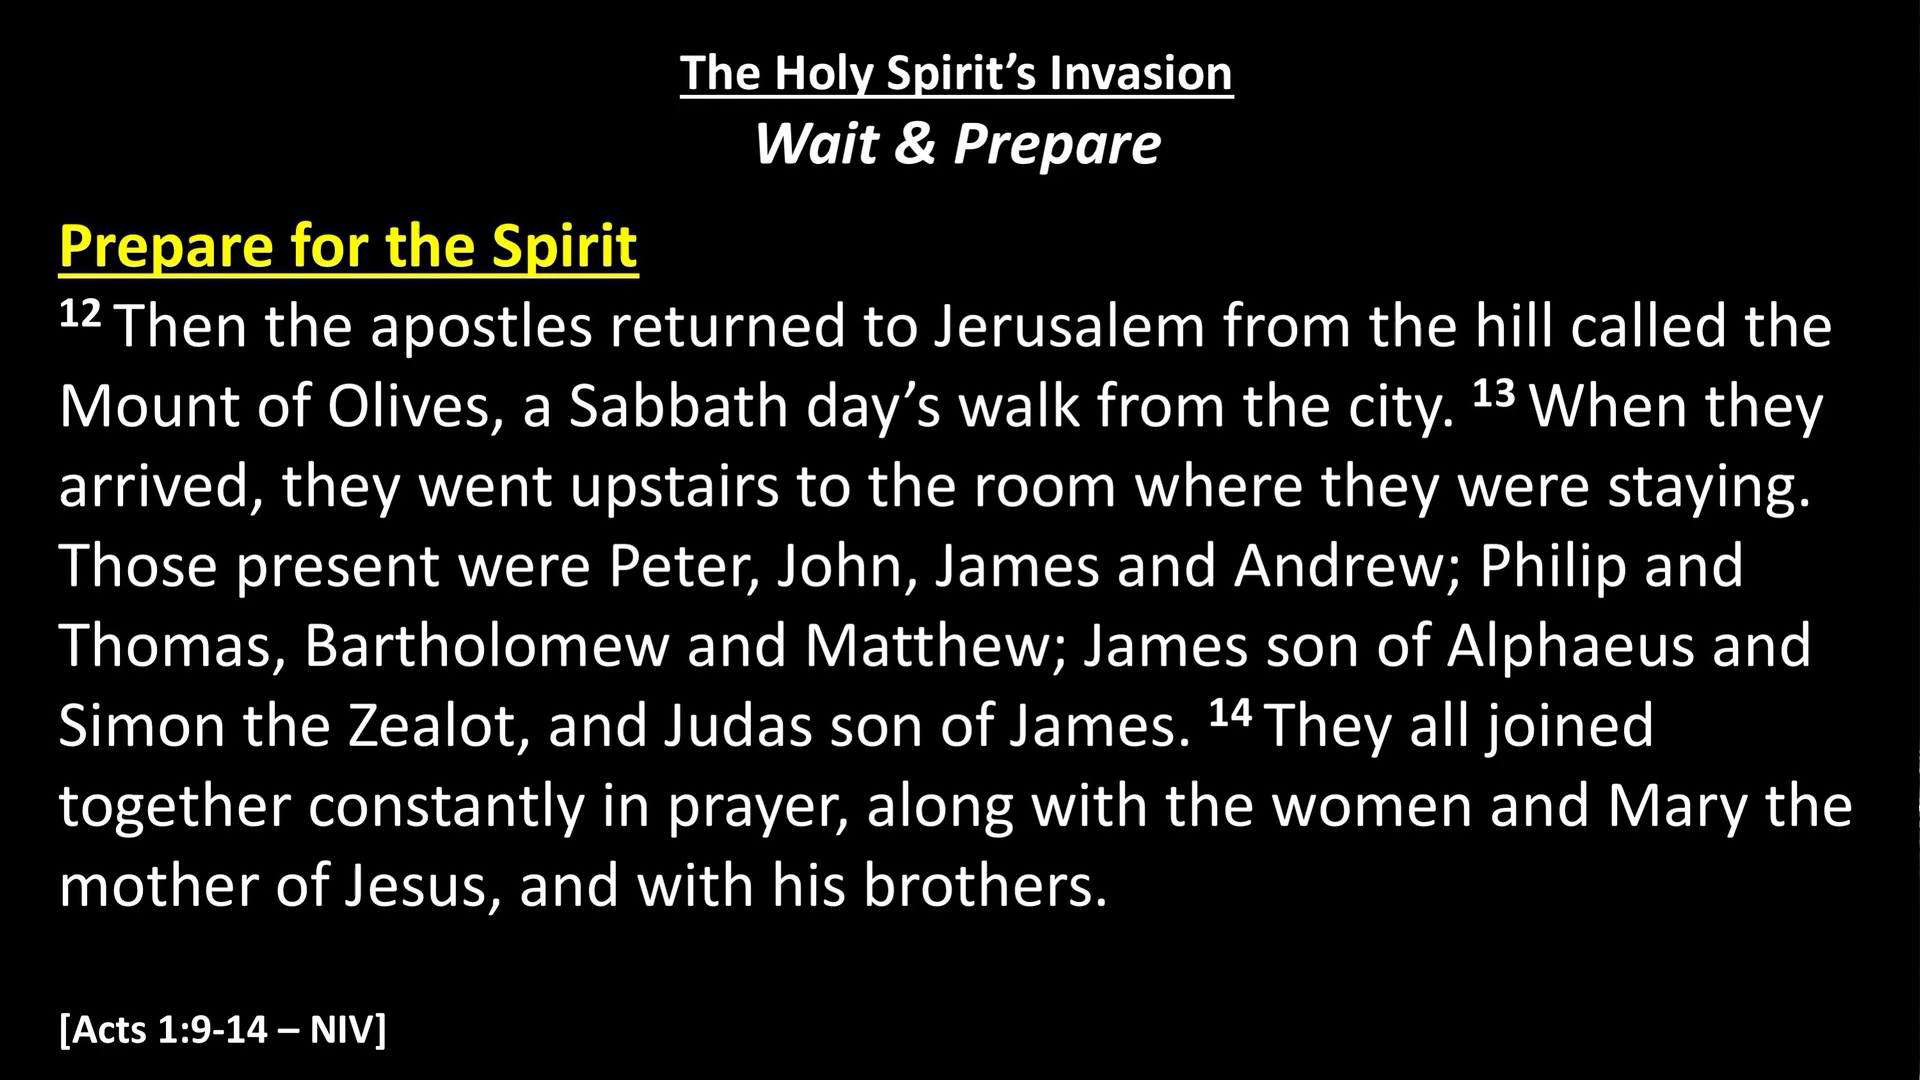 The Holy Spirit’s Invasion
Wait & Prepare
Prepare for the Spirit
12 Then the apostles returned to Jerusalem from the hill called the
Mount of Olives, a Sabbath day’s walk from the city. 13 When they
arrived, they went upstairs to the room where they were staying.
Those present were Peter, John, James and Andrew; Philip and
Thomas, Bartholomew and Matthew; James son of Alphaeus and
Simon the Zealot, and Judas son of James. 14 They all joined
together constantly in prayer, along with the women and Mary the
mother of Jesus, and with his brothers.
[Acts 1:9-14 – NIV]